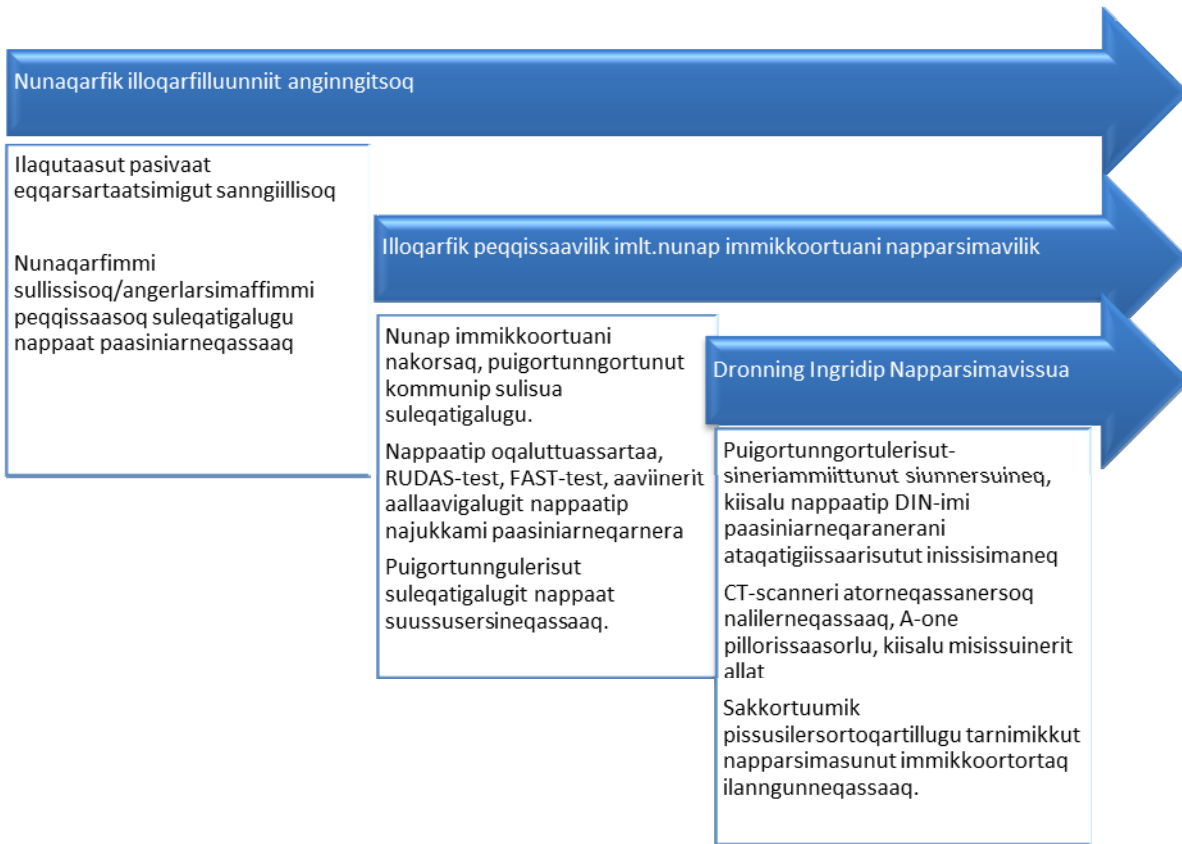 Nunaqarfik illoqarfilluunniit anginngitsoq
Ilaqutaasut pasivaat
eqqarsartaatsimigut sanngiillisoq
Nunaqarfimmi
sullissisoq/angerlarsimaffimmi
peqqissaasoq suleqatigalugu
nappaat paasiniarneqassaaq
Illoqarfik peqqissaavilik imlt.nunap immikkoortuani napparsimavilik
Nunap immikkoortuani
nakorsaq, puigortunngortunut
kommunip sulisua
suleqatigalugu.
Nappaatip oqaluttuassartaa,
RUDAS-test, FAST-test, aaviinerit
aallaavigalugit nappaatip
najukkami paasiniarneqarnera
Puigortunngulerisut
suleqatigalugit nappaat
suussusersineqassaaq.
Dronning Ingridip Napparsimavissua
Puigortunngortulerisut-
sineriammiittunut siunnersuineq,
kiisalu nappaatip DIN-imi
paasiniarneqaranerani
ataqatigiissaarisutut inissisimaneq
CT-scanneri atorneqassanersoq
nalilerneqassaaq, A-one
pillorissaasorlu, kiisalu misissuinerit
allat
Sakkortuumik
pissusilersortoqartillugu tarnimikkut
napparsimasunut immikkoortortaq
ilanngunneqassaaq.